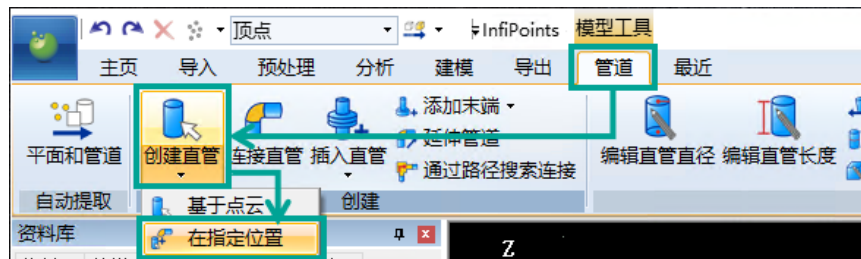 顶点 InfiPoints 模型工具
主页 导入 预处理 分析 建模 导出 管道 最近
添加末端
延伸管道
平面和管道 创建直管 连接直管 插入直管 通过路径搜索连接 编辑直管直径 编辑直管长度
自动提取 创建
基于点云
资料库 在指定位置
Z